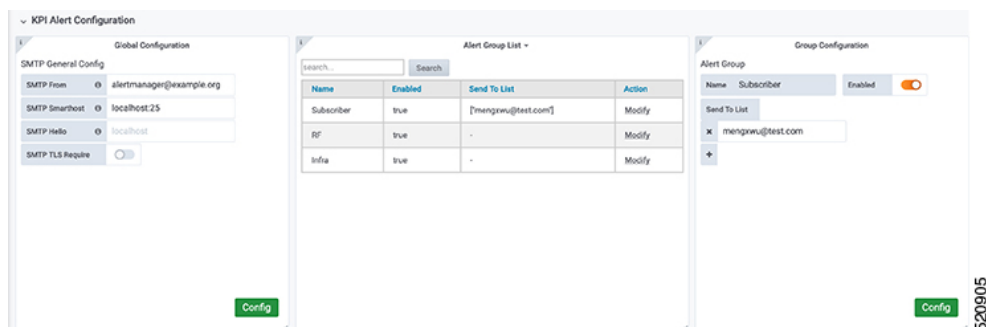 KPI Alert Configuration
Global Configuration
SMTP General Config
SMTP From alertmanager@example.org
SMTP Smarthost localhost:25
SMTP Hello localhost
SMTP TLS Require
Config
Alert Group List
search... Search
Name Enabled Send To List Action
Subscriber true ['mengxwu@test.com'] Modify
RF true - Modify
Infra true - Modify
Group Configuration
Alert Group
Name Subscriber Enabled
Send To List
× mengxwu@test.com
+
Config
520905